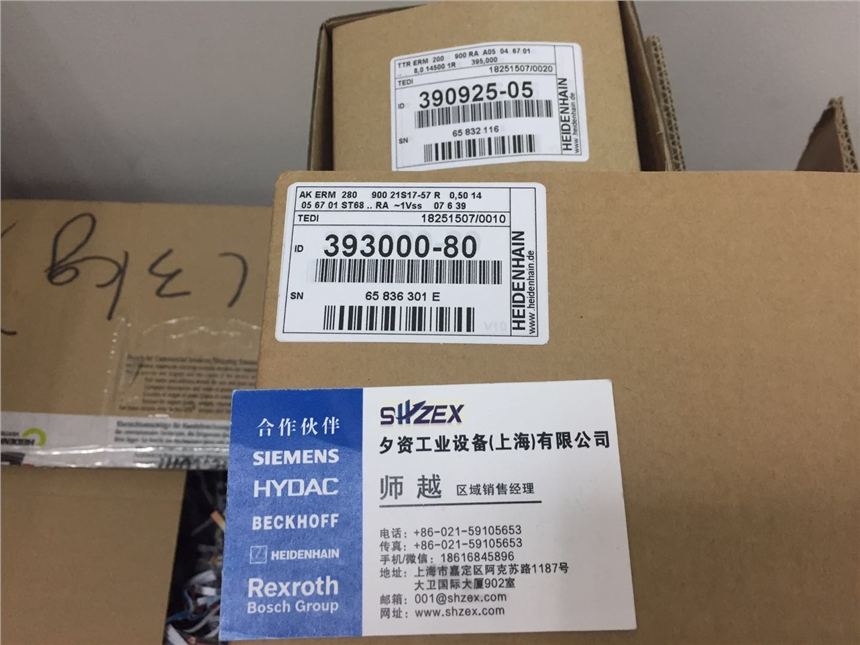 TTR ERM 200 900 RA A05 04 67 01
.. 8,0 14500 1R 395,000
TEDI 18251507/0020
ID 390925-05
SN 65 832 116
HEIDENHAIN
www.heidenhain.de
AK ERM 280 900 21S17-57 R 0,50 14
05 67 01 ST68 .. RA ~1Vss 07 6 39
TEDI 18251507/0010
ID 393000-80
SN 65 836 301 E
HEIDENHAIN
www.heidenhain.de
3 kg
合作伙伴
SIEMENS
HYDAC
BECKHOFF
HEIDENHAIN
Rexroth
Bosch Group
SHZEX
夕资工业设备(上海)有限公司
师越 区域销售经理
电话: +86-021-59105653
传真: +86-021-59105653
手机/微信: 18616845896
地址: 上海市嘉定区阿克苏路1187号
大卫国际大厦902室
邮箱: 001@shzex.com
网址: www.shzex.com